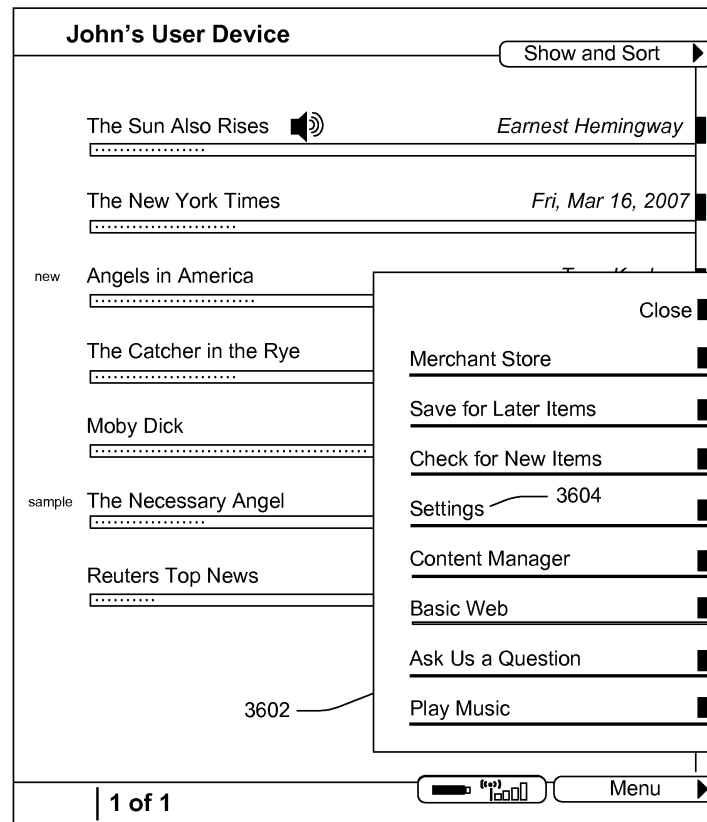 John's User Device
Show and Sort
The Sun Also Rises Earnest Hemingway
The New York Times Fri, Mar 16, 2007
new Angels in America
Close
The Catcher in the Rye
Merchant Store
Save for Later Items
Moby Dick
Check for New Items
sample The Necessary Angel
Settings 3604
Content Manager
Reuters Top News
Basic Web
Ask Us a Question
3602
Play Music
1 of 1
Menu